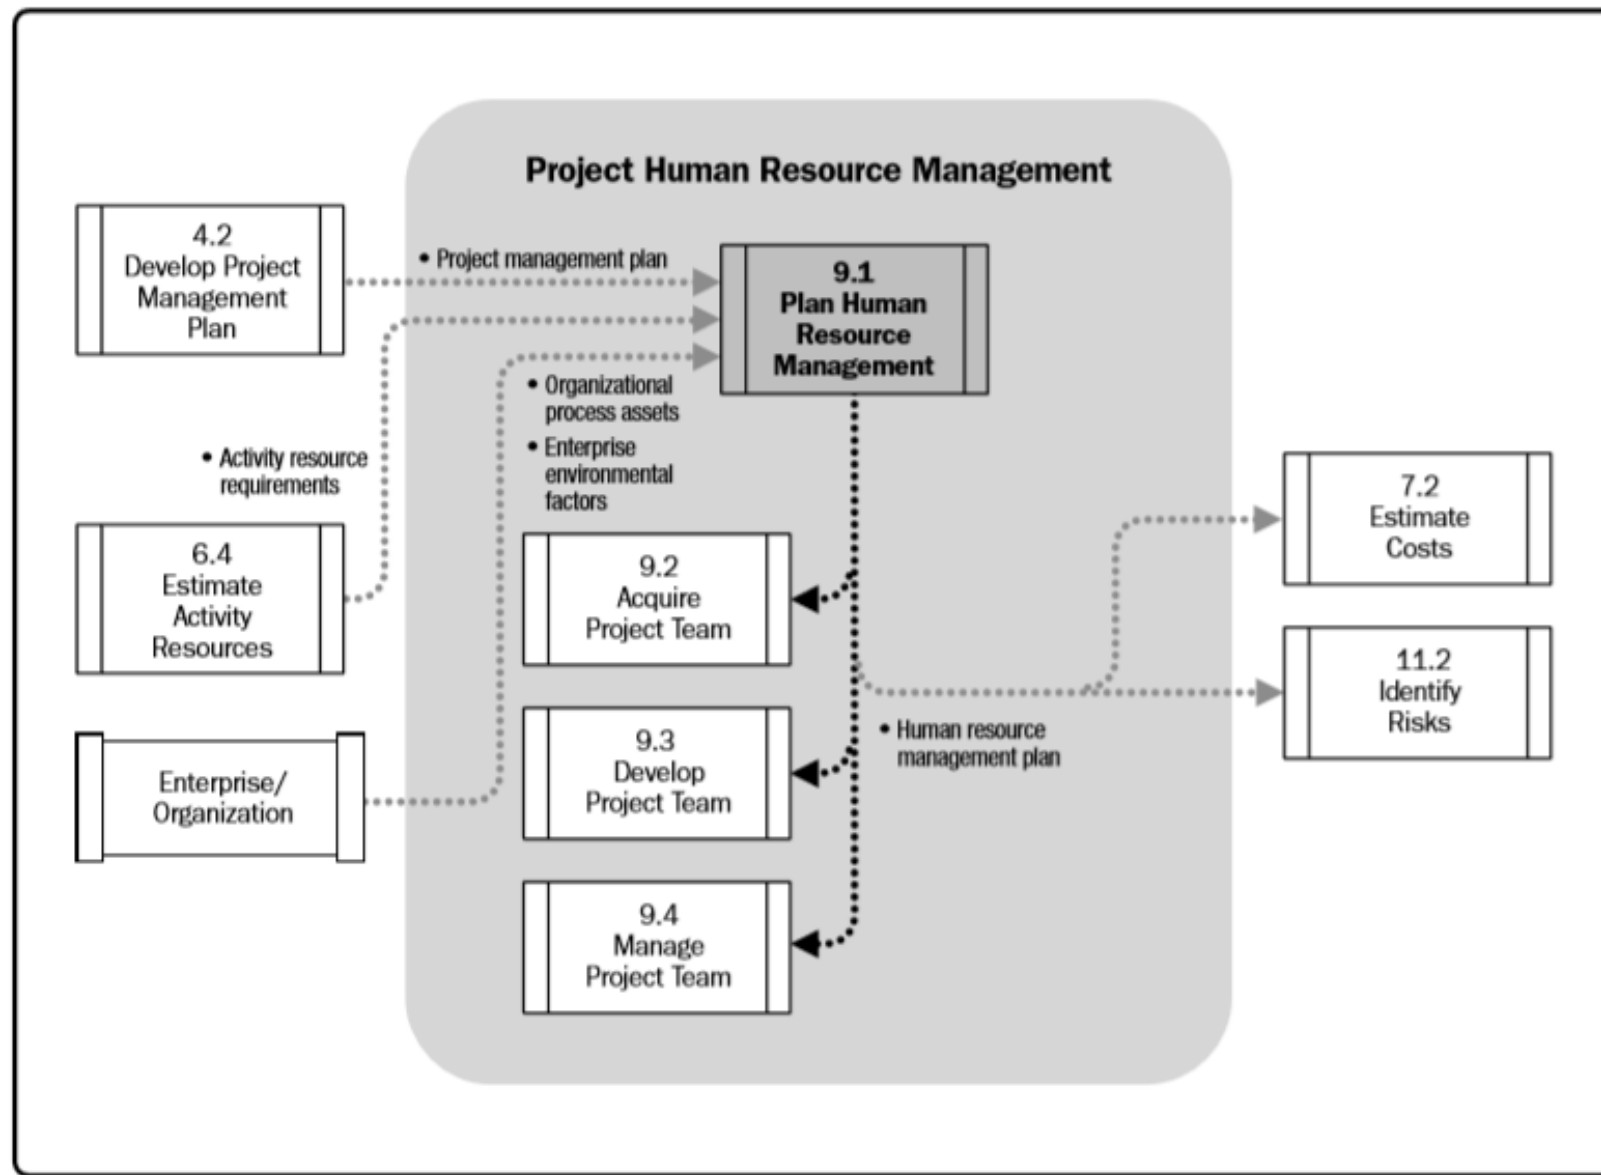 Project Human Resource Management
4.2
Develop Project
Management
Plan
• Project management plan
9.1
Plan Human
Resource
Management
• Organizational
process assets
• Enterprise
environmental
factors
• Activity resource
requirements
6.4
Estimate
Activity
Resources
Enterprise/
Organization
9.2
Acquire
Project Team
9.3
Develop
Project Team
9.4
Manage
Project Team
• Human resource
management plan
7.2
Estimate
Costs
11.2
Identify
Risks